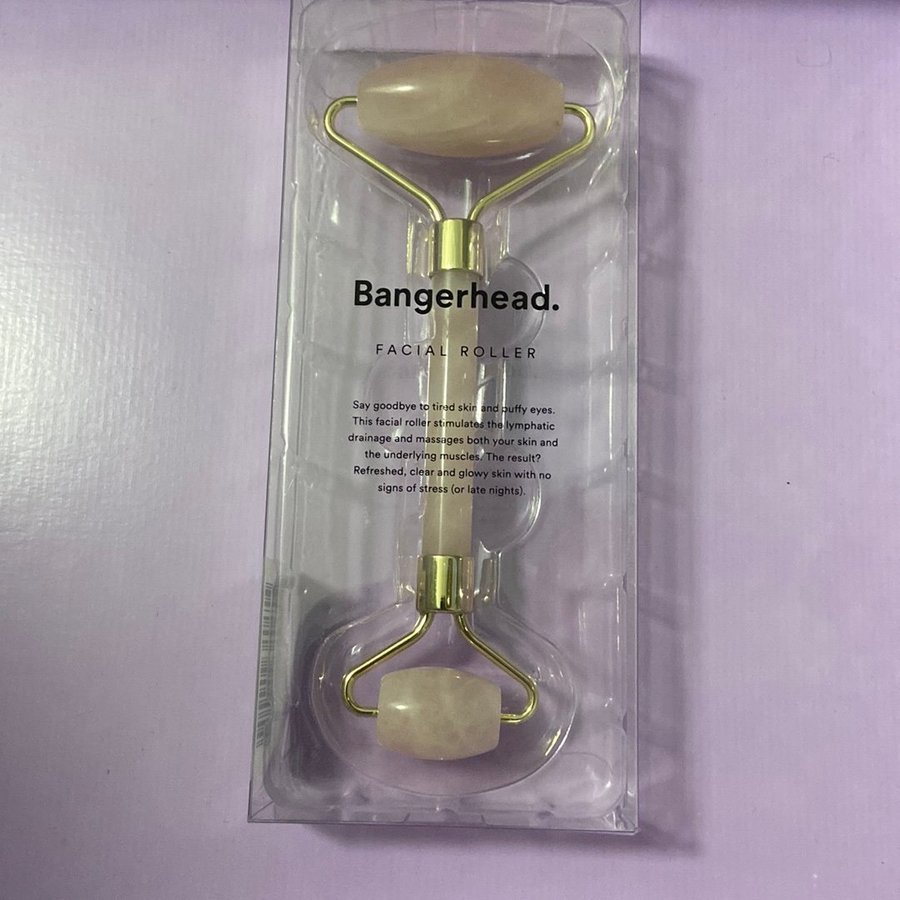 Bangerhead.
FACIAL ROLLER
Say goodbye to tired skin and puffy eyes.
This facial roller stimulates the lymphatic
drainage and massages both your skin and
the underlying muscles. The result?
Refreshed, clear and glowy skin with no
signs of stress (or late nights).